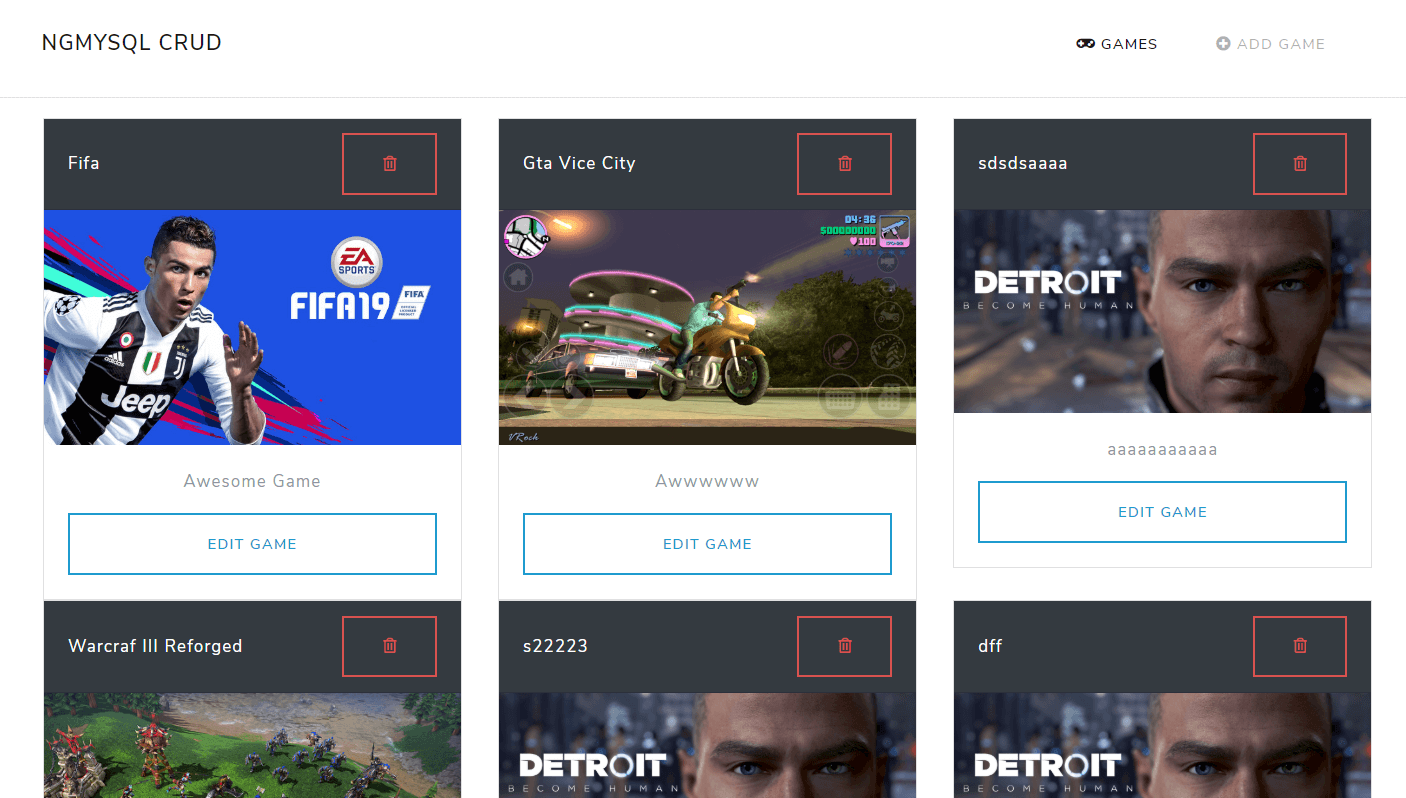 NGMYSQL CRUD
GAMES
ADD GAME
Fifa
EA
SPORTS
FIFA19
FIFA
Jeep
Awesome Game
EDIT GAME
Gta Vice City
04:36
$00000000
100
VRock
Awwwwww
EDIT GAME
sdsdsaaaa
DETROIT
BECOME HUMAN
aaaaaaaaaaa
EDIT GAME
Warcraf III Reforged
s22223
DETROIT
BECOME HUMAN
dff
DETROIT
BECOME HUMAN